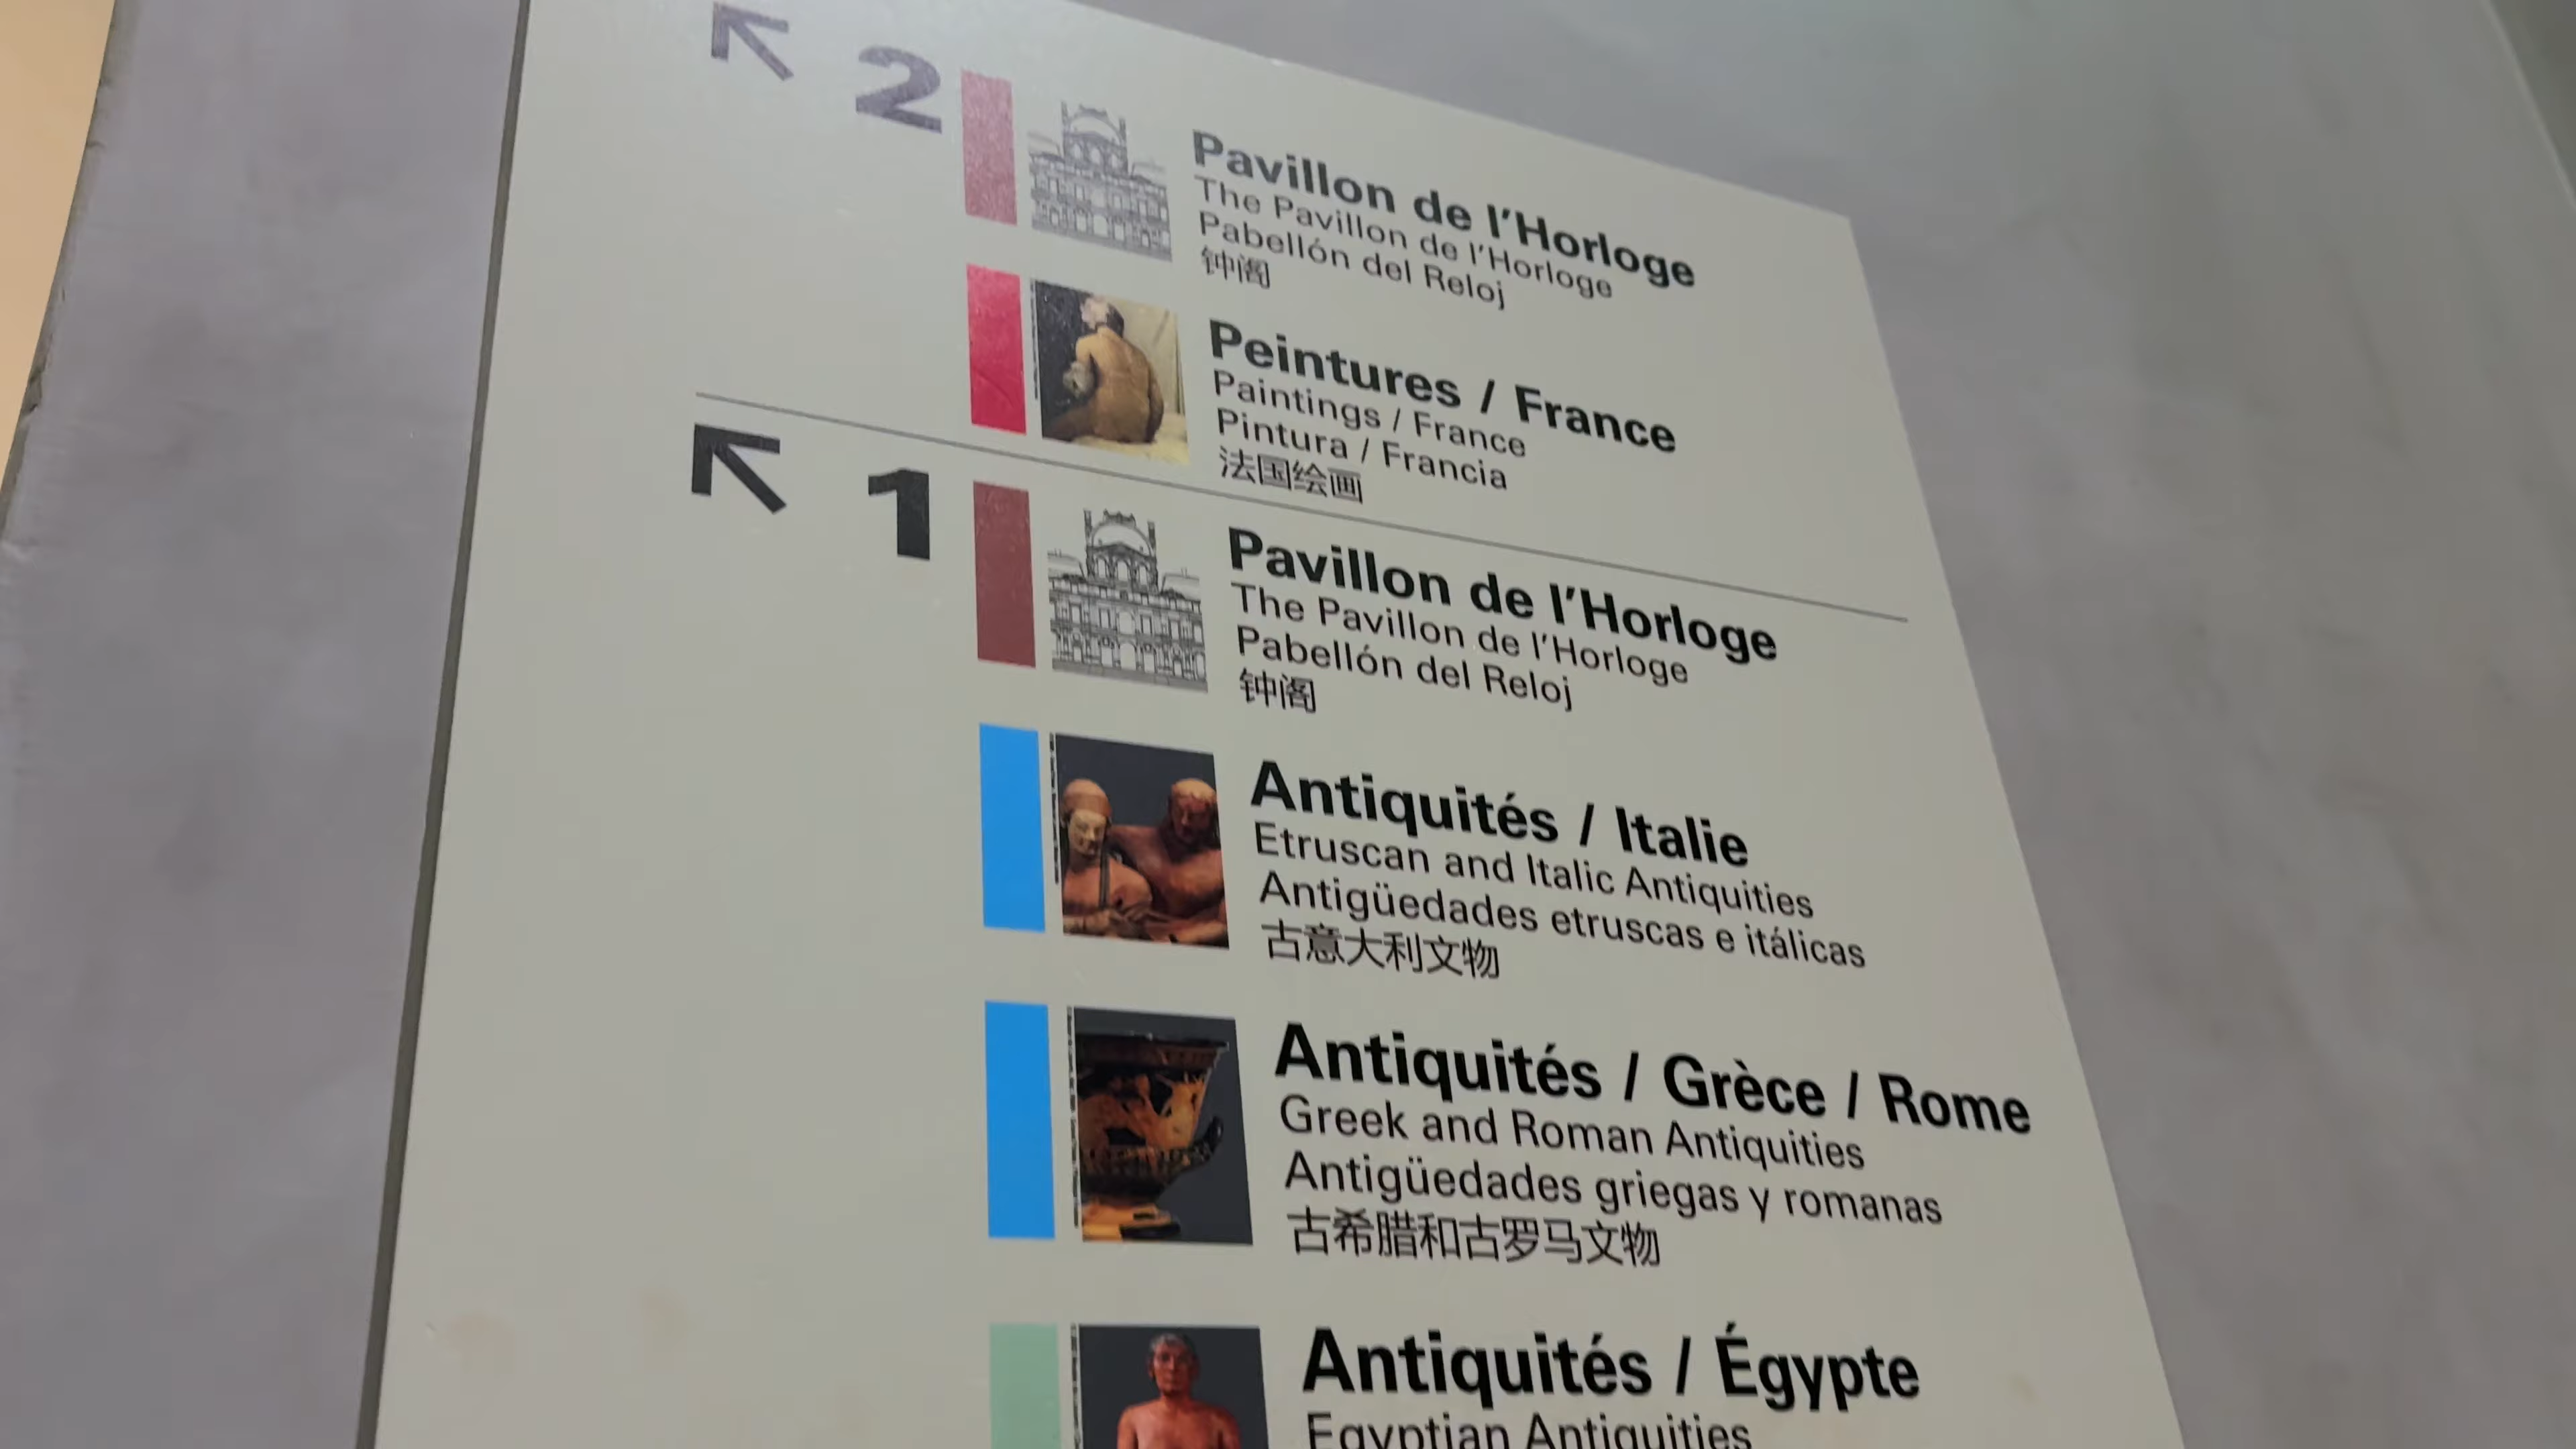 2
Pavillon de l'Horloge
The Pavillon de l'Horloge
Pabellón del Reloj
钟阁
Peintures / France
Paintings / France
Pintura / Francia
法国绘画
1
Pavillon de l'Horloge
The Pavillon de l'Horloge
Pabellón del Reloj
钟阁
Antiquités / Italie
Etruscan and Italic Antiquities
Antigüedades etruscas e itálicas
古意大利文物
Antiquités / Grèce / Rome
Greek and Roman Antiquities
Antigüedades griegas y romanas
古希腊和古罗马文物
Antiquités / Égypte
Egyptian Antiquities